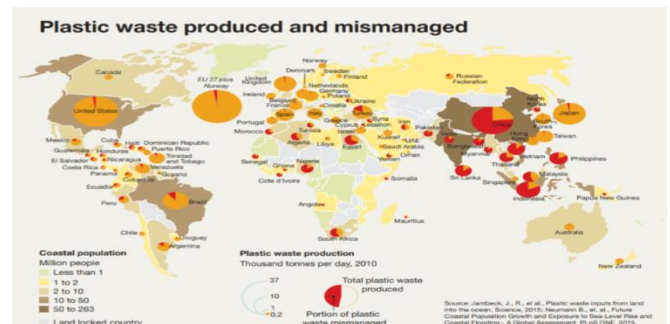 Plastic waste produced and mismanaged
Norway
Canada
EU 27 plus
Norway
United
Kingdom
Denmark
Sweden
Finland
Netherlands
Germany
Poland
Russian
Federation
Ireland
Belgium
France
Croatia
Ukraine
United States
Spain
Italy
Turkey
Greece
Cyprus
Syria
Lebanon
Iran
Portugal
Tunisia
Israel
Kuwait
Pakistan
China
North
Korea
South Korea
Japan
Mexico
Cuba
Haiti
Dominican Republic
Puerto Rico
Morocco
Algeria
Libya
Egypt
UAE
Saudi Arabia
India
Bangladesh
Hong
Kong
Taiwan
Guatemala
Honduras
Trinidad
and Tobago
El Salvador
Nicaragua
Costa Rica
Venezuela
Panama
Guyana
Colombia
Senegal
Ghana
Nigeria
Yemen
Oman
Myanmar
Vietnam
Philippines
Thailand
Cote d'Ivoire
Somalia
Sri Lanka
Malaysia
Singapore
Ecuador
Indonesia
Papua New Guinea
Peru
Brazil
Angola
Mauritius
Chile
Uruguay
Argentina
South Africa
Australia
New Zealand
Coastal population
Million people
Less than 1
1 to 2
2 to 10
10 to 50
50 to 263
Land locked country
Plastic waste production
Thousand tonnes per day, 2010
37
10
1
0.2
Total plastic waste
produced
Portion of plastic
waste mismanaged
Source: Jambeck, J., R., et al., Plastic waste inputs from land
into the ocean, Science, 2015; Neumann B., et. al., Future
Coastal Population Growth and Exposure to Sea-Level Rise and
Coastal Flooding - A Global Assessment. PLoS ONE, 2015.